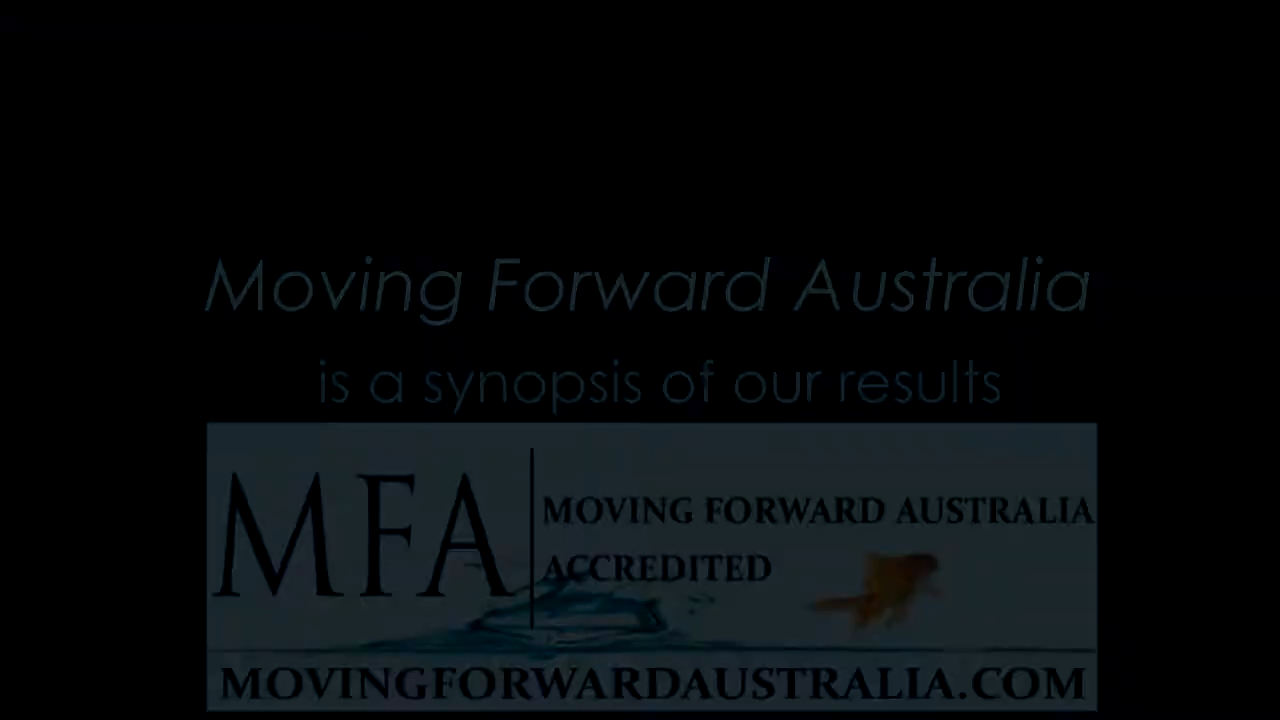 Moving Forward Australia
is a synopsis of our results
MFA
MOVING FORWARD AUSTRALIA
ACCREDITED
MOVINGFORWARDAUSTRALIA.COM